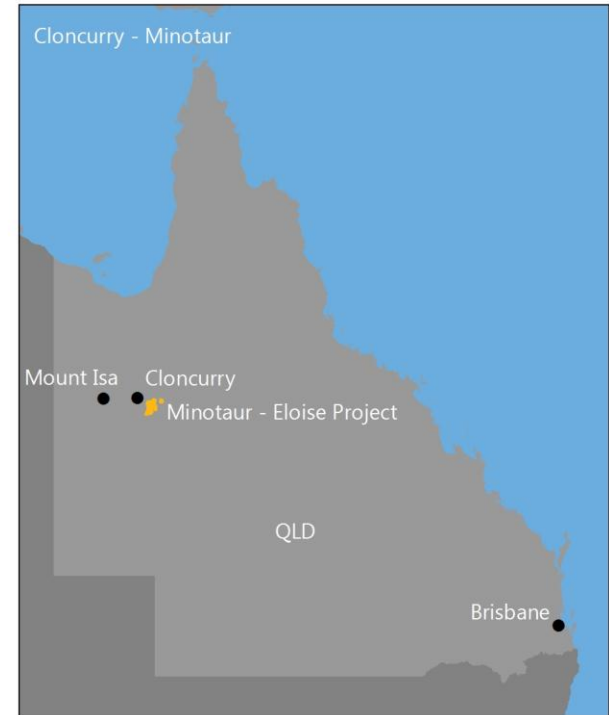 Cloncurry - Minotaur
Mount Isa
Cloncurry
Minotaur - Eloise Project
QLD
Brisbane